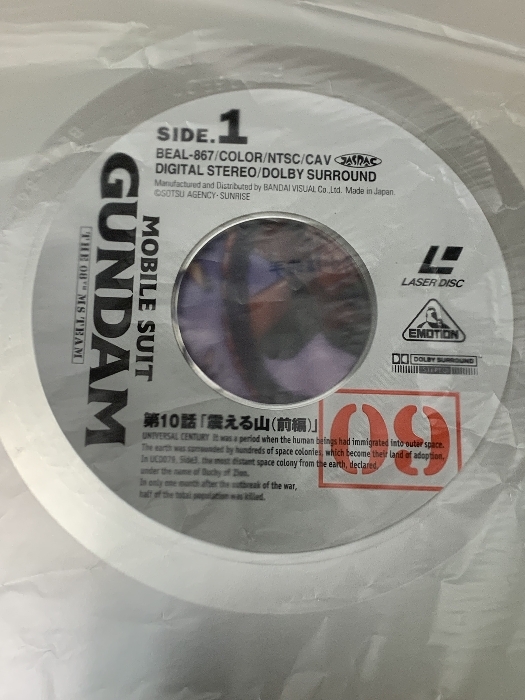 SIDE.1
BEAL-867/COLOR/NTSC/CAV JASRAC
DIGITAL STEREO/DOLBY SURROUND
Manufactured and Distributed by BANDAI VISUAL Co.,Ltd. Made in Japan.
©SOTSU AGENCY·SUNRISE
MOBILE SUIT
GUNDAM
THE 08TH MS TEAM
LASER DISC
EMOTION
DOLBY SURROUND
第10話「震える山(前編)」
09
UNIVERSAL CENTURY It was a period when the human beings had immigrated into outer space.
The earth was surrounded by hundreds of space colonies, which become their land of adoption.
In UC0079, Side3, the most distant space colony from the earth, declared
under the name of Duchy of Zion.
In only one month after the outbreak of the war,
half of the total population was killed.